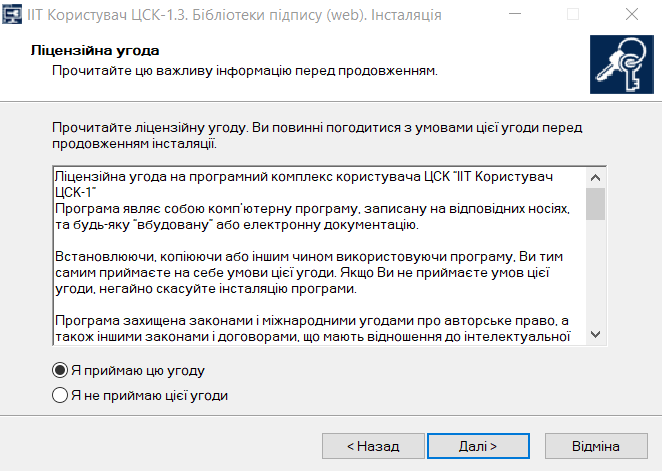 ІІТ Користувач ЦСК-1.3. Бібліотеки підпису (web). Інсталяція
Ліцензійна угода
Прочитайте цю важливу інформацію перед продовженням.
Прочитайте ліцензійну угоду. Ви повинні погодитися з умовами цієї угоди перед
продовженням інсталяції.
Ліцензійна угода на програмний комплекс користувача ЦСК "ІІТ Користувач
ЦСК-1"
Програма являє собою комп'ютерну програму, записану на відповідних носіях,
та будь-яку "вбудовану" або електронну документацію.
Встановлюючи, копіюючи або іншим чином використовуючи програму, Ви тим
самим приймаєте на себе умови цієї угоди. Якщо Ви не приймаєте умов цієї
угоди, негайно скасуйте інсталяцію програми.
Програма захищена законами і міжнародними угодами про авторське право, а
також іншими законами і договорами, що мають відношення до інтелектуальної
Я приймаю цю угоду
Я не приймаю цієї угоди
< Назад
Далі >
Відміна